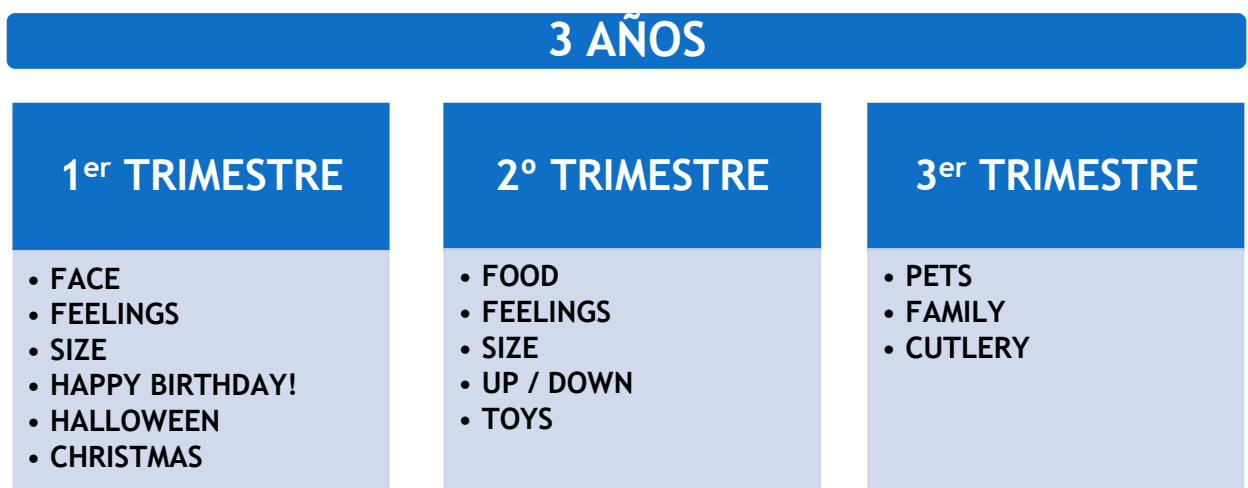 3 AÑOS
1er TRIMESTRE
• FACE
• FEELINGS
• SIZE
• HAPPY BIRTHDAY!
• HALLOWEEN
• CHRISTMAS
2º TRIMESTRE
• FOOD
• FEELINGS
• SIZE
• UP / DOWN
• TOYS
3er TRIMESTRE
• PETS
• FAMILY
• CUTLERY